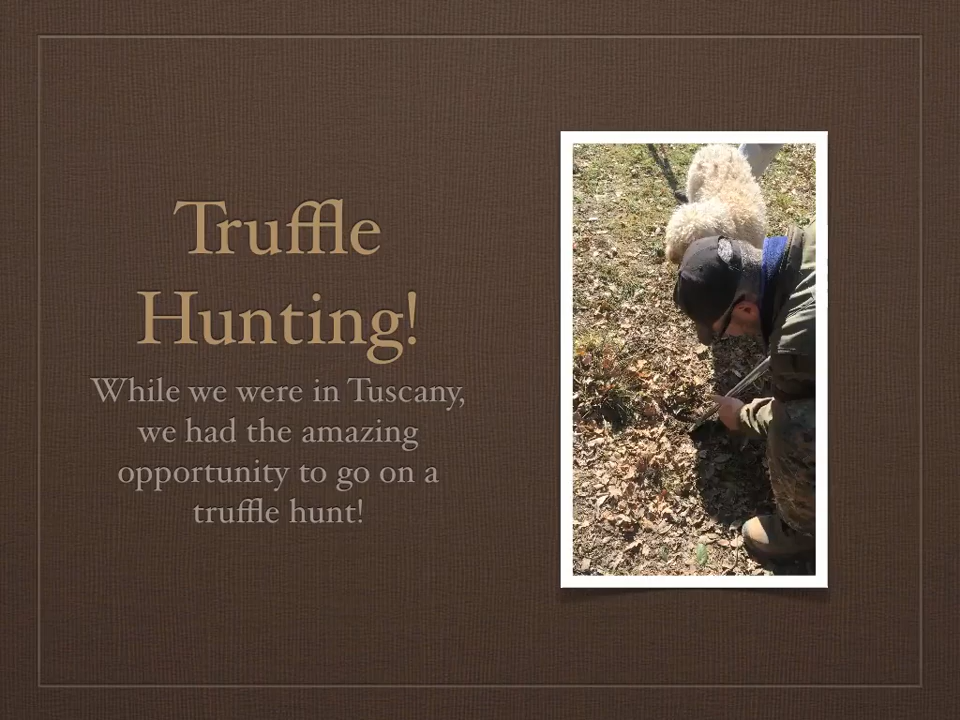 Truffle
Hunting!
While we were in Tuscany,
we had the amazing
opportunity to go on a
truffle hunt!